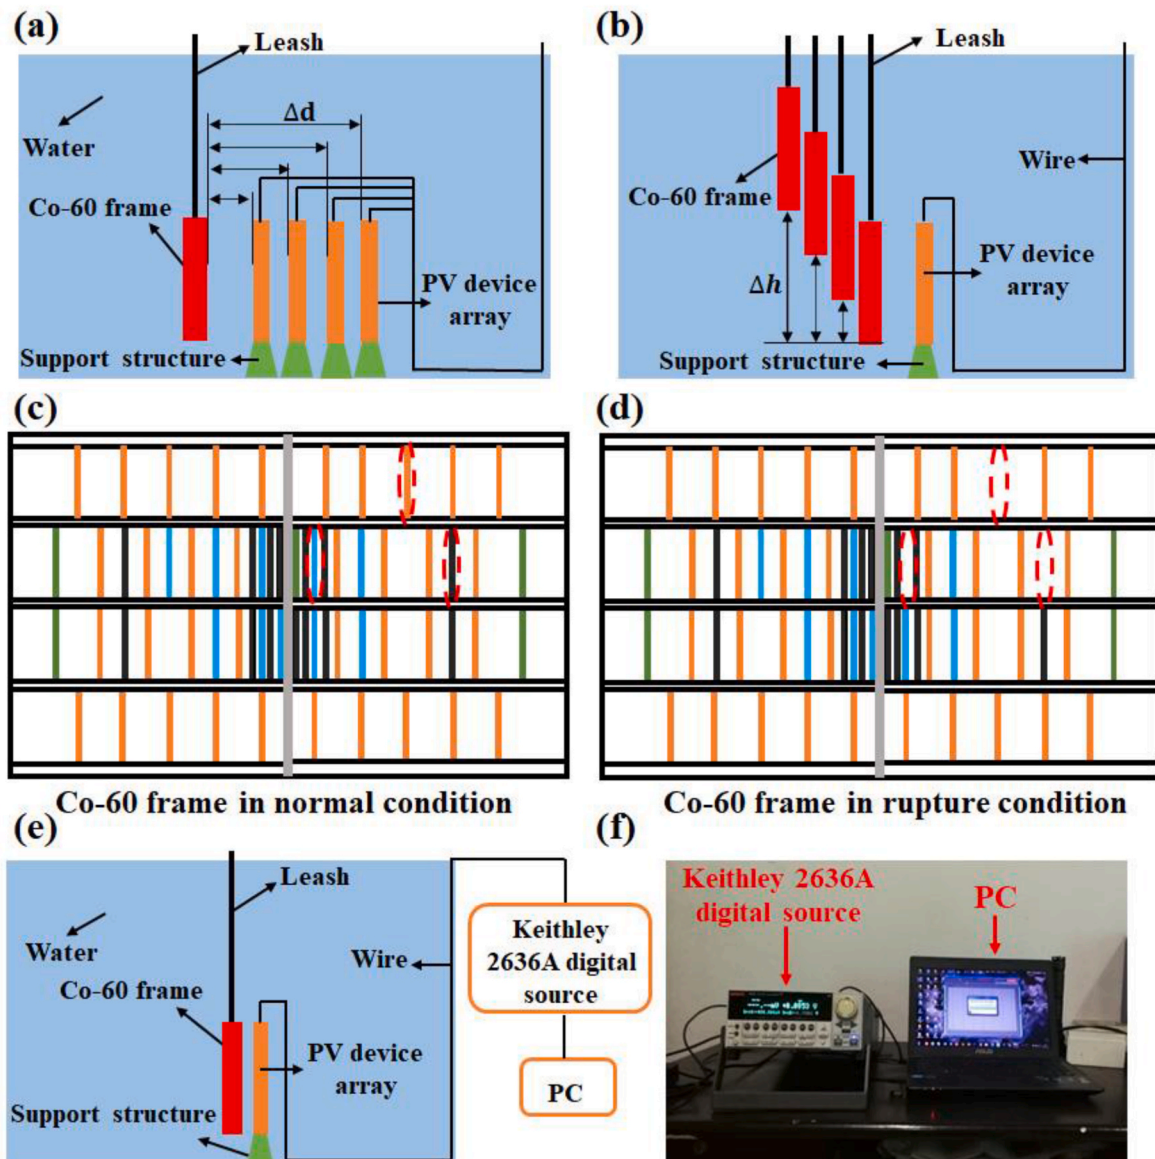 (a)
Leash
Δd
Water
Co-60 frame
PV device
array
Support structure
(b)
Leash
Wire
Co-60 frame
Δh
PV device
array
Support structure
(c)
(d)
Co-60 frame in normal condition
Co-60 frame in rupture condition
(e)
Leash
Water
Wire
Co-60 frame
PV device
array
Support structure
Keithley
2636A digital
source
PC
(f)
Keithley 2636A
digital source
PC